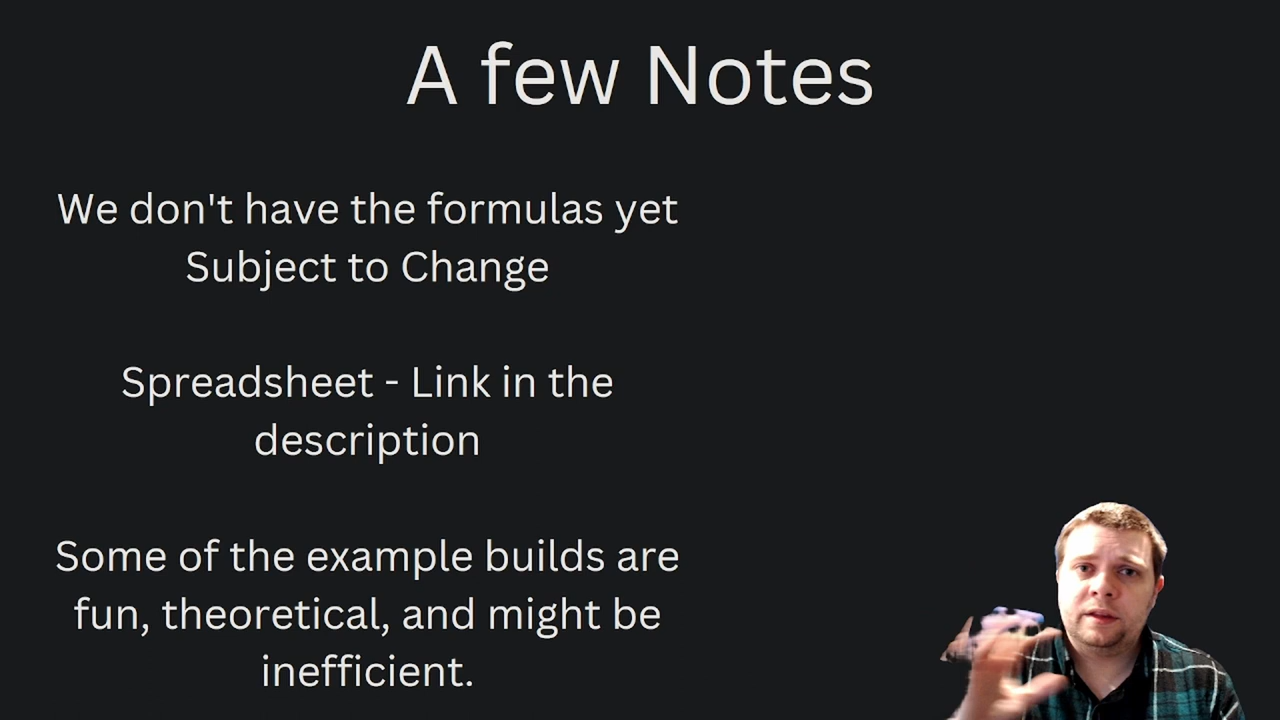 A few Notes
We don't have the formulas yet
Subject to Change
Spreadsheet - Link in the
description
Some of the example builds are
fun, theoretical, and might be
inefficient.